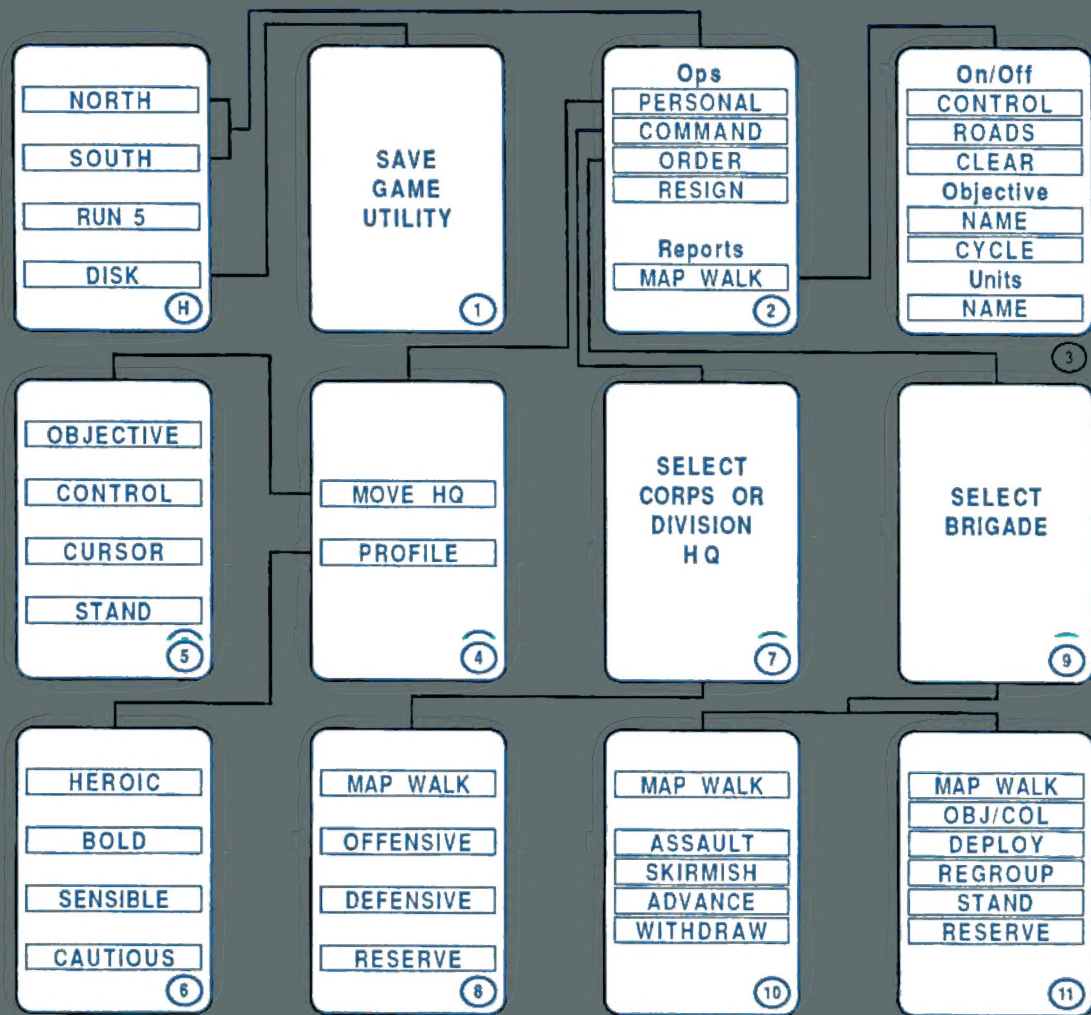 NORTH
SOUTH
RUN 5
DISK
H
SAVE
GAME
UTILITY
1
Ops
PERSONAL
COMMAND
ORDER
RESIGN
Reports
MAP WALK
2
On/Off
CONTROL
ROADS
CLEAR
Objective
NAME
CYCLE
Units
NAME
3
OBJECTIVE
CONTROL
CURSOR
STAND
5
MOVE HQ
PROFILE
4
SELECT
CORPS OR
DIVISION
HQ
7
SELECT
BRIGADE
9
HEROIC
BOLD
SENSIBLE
CAUTIOUS
6
MAP WALK
OFFENSIVE
DEFENSIVE
RESERVE
8
MAP WALK
ASSAULT
SKIRMISH
ADVANCE
WITHDRAW
10
MAP WALK
OBJ/COL
DEPLOY
REGROUP
STAND
RESERVE
11